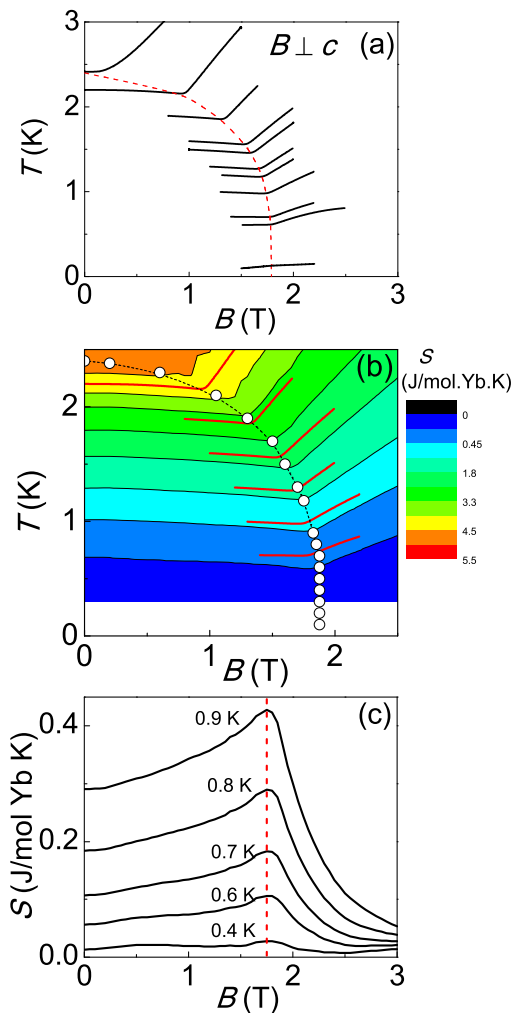 3
2
1
0
T (K)
B ⊥ c (a)
0 1 2 3
B (T)
(b)
2
1
0
T (K)
0 1 2
B (T)
S
(J/mol.Yb.K)
0
0.45
1.8
3.3
4.5
5.5
(c)
0.4
0.2
0.0
S (J/mol Yb K)
0.9 K
0.8 K
0.7 K
0.6 K
0.4 K
0 1 2 3
B (T)